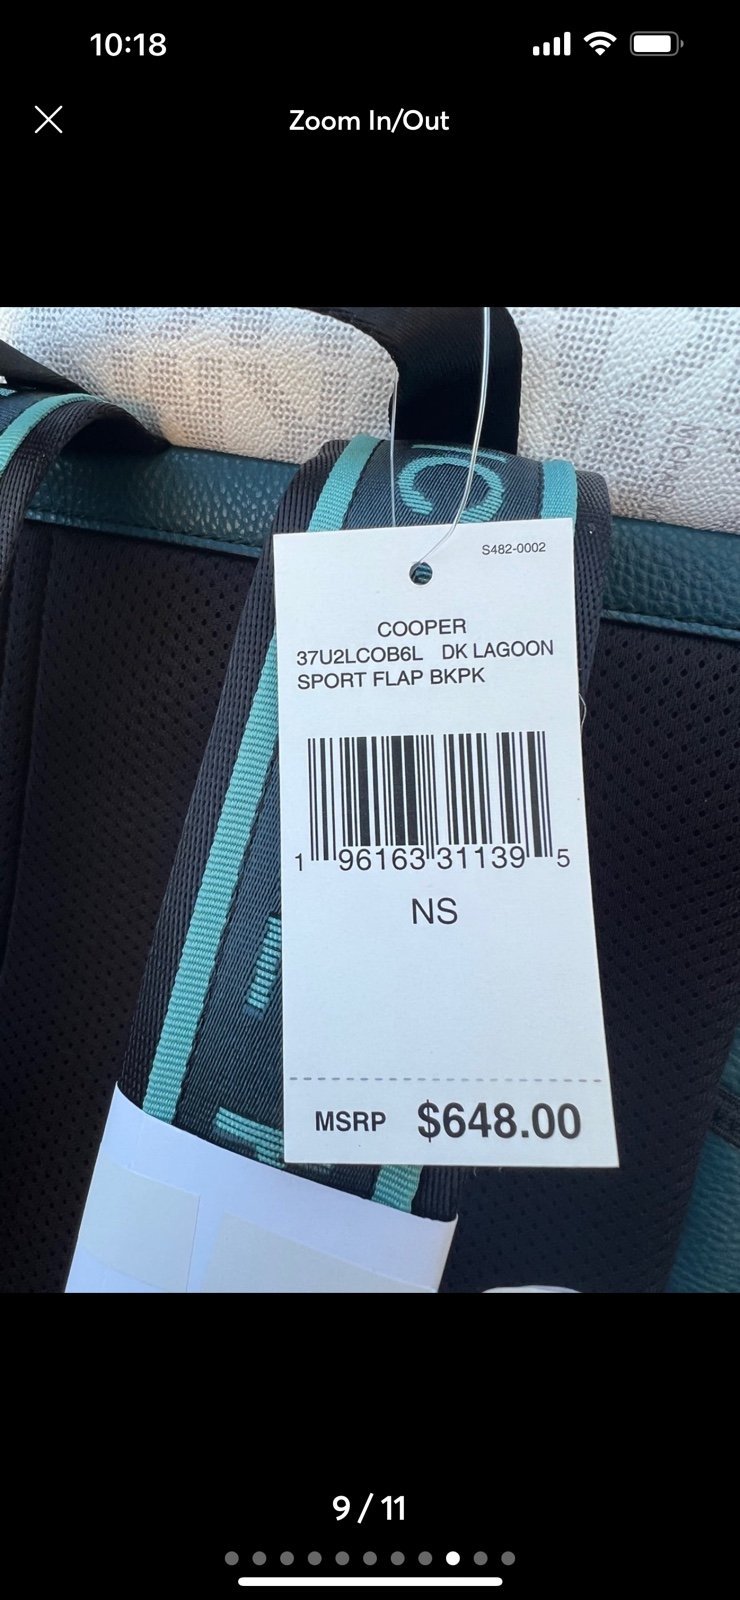 10:18
Zoom In/Out
S482-0002
COOPER
37U2LCOB6L DK LAGOON
SPORT FLAP BKPK
1 96163 31139 5
NS
MSRP $648.00
9 / 11